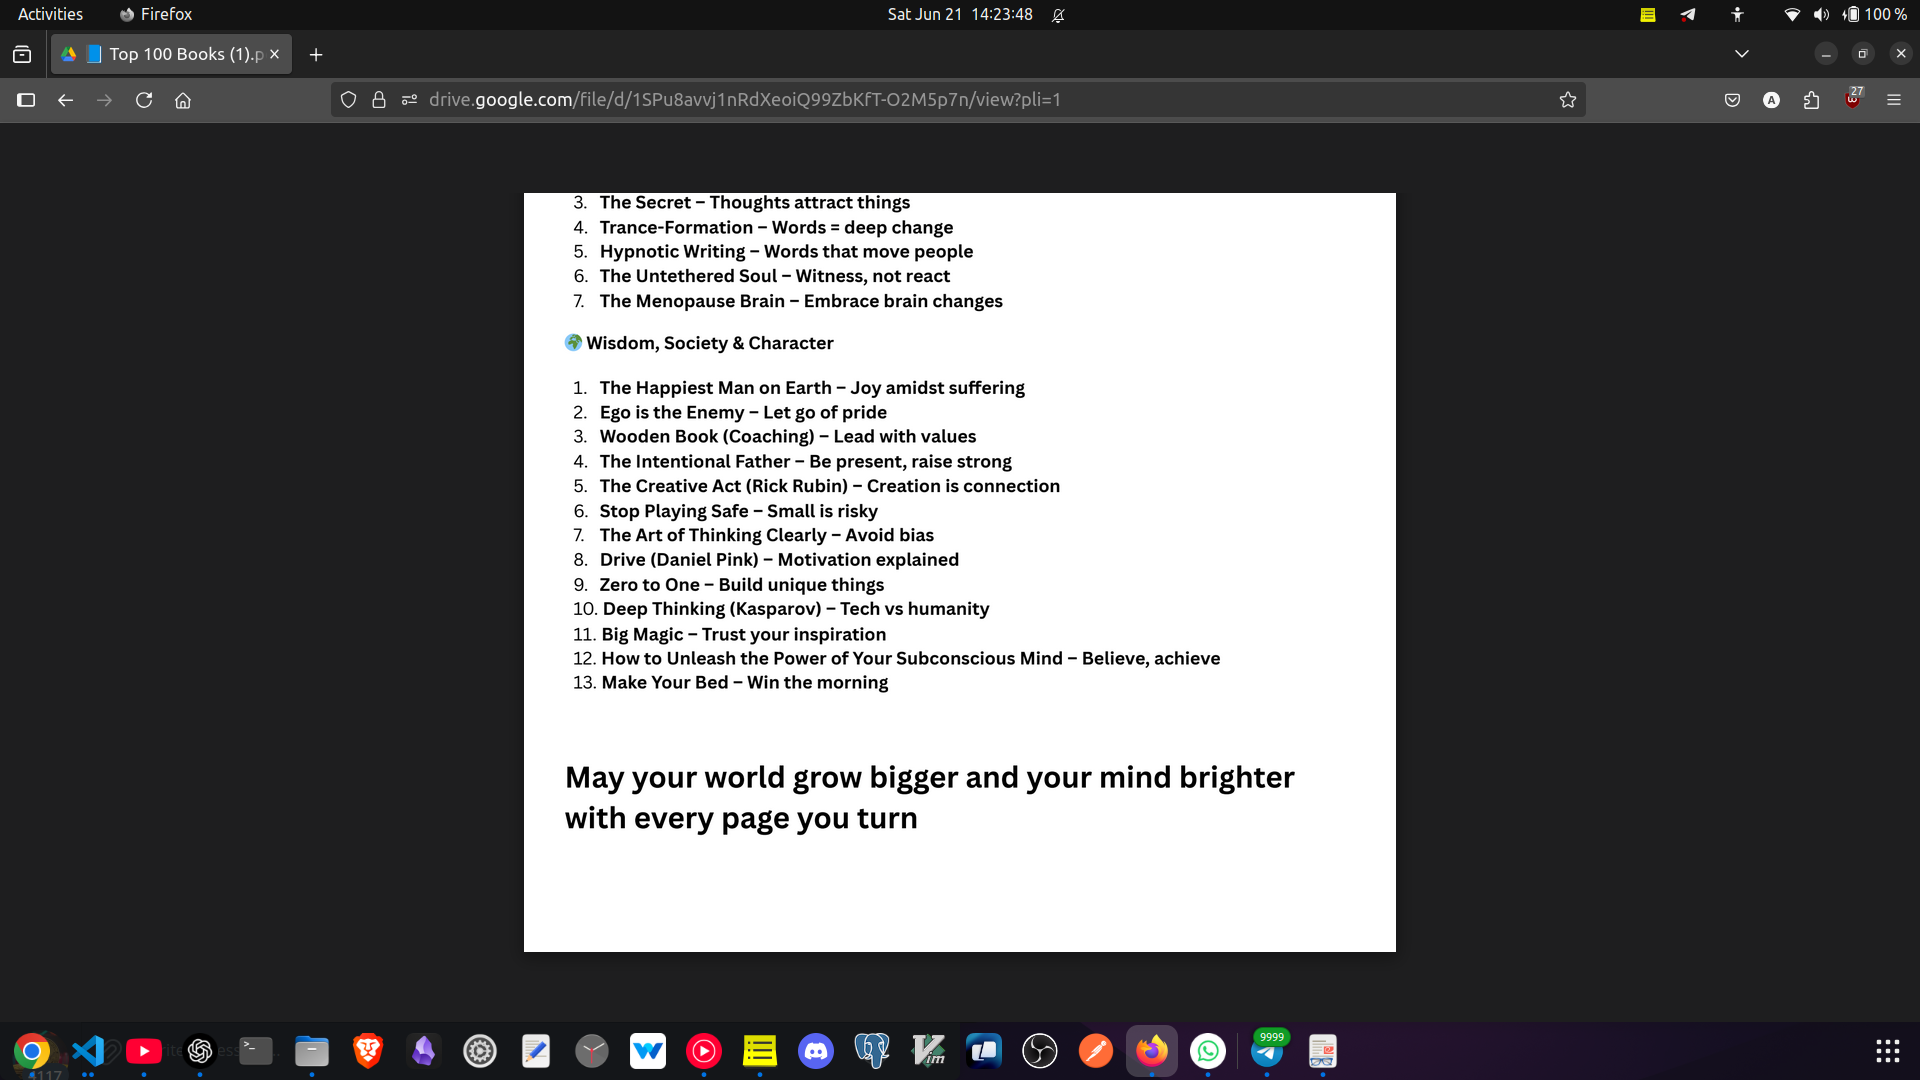 Activities
Firefox
Sat Jun 21 14:23:48
100 %
Top 100 Books (1).p
drive.google.com/file/d/1SPu8avvj1nRdXeoiQ99ZbKfT-O2M5p7n/view?pli=1
A
27
3. The Secret – Thoughts attract things
4. Trance-Formation – Words = deep change
5. Hypnotic Writing – Words that move people
6. The Untethered Soul – Witness, not react
7. The Menopause Brain – Embrace brain changes
Wisdom, Society & Character
1. The Happiest Man on Earth – Joy amidst suffering
2. Ego is the Enemy – Let go of pride
3. Wooden Book (Coaching) – Lead with values
4. The Intentional Father – Be present, raise strong
5. The Creative Act (Rick Rubin) – Creation is connection
6. Stop Playing Safe – Small is risky
7. The Art of Thinking Clearly – Avoid bias
8. Drive (Daniel Pink) – Motivation explained
9. Zero to One – Build unique things
10. Deep Thinking (Kasparov) – Tech vs humanity
11. Big Magic – Trust your inspiration
12. How to Unleash the Power of Your Subconscious Mind – Believe, achieve
13. Make Your Bed – Win the morning
May your world grow bigger and your mind brighter
with every page you turn
Vim
9999